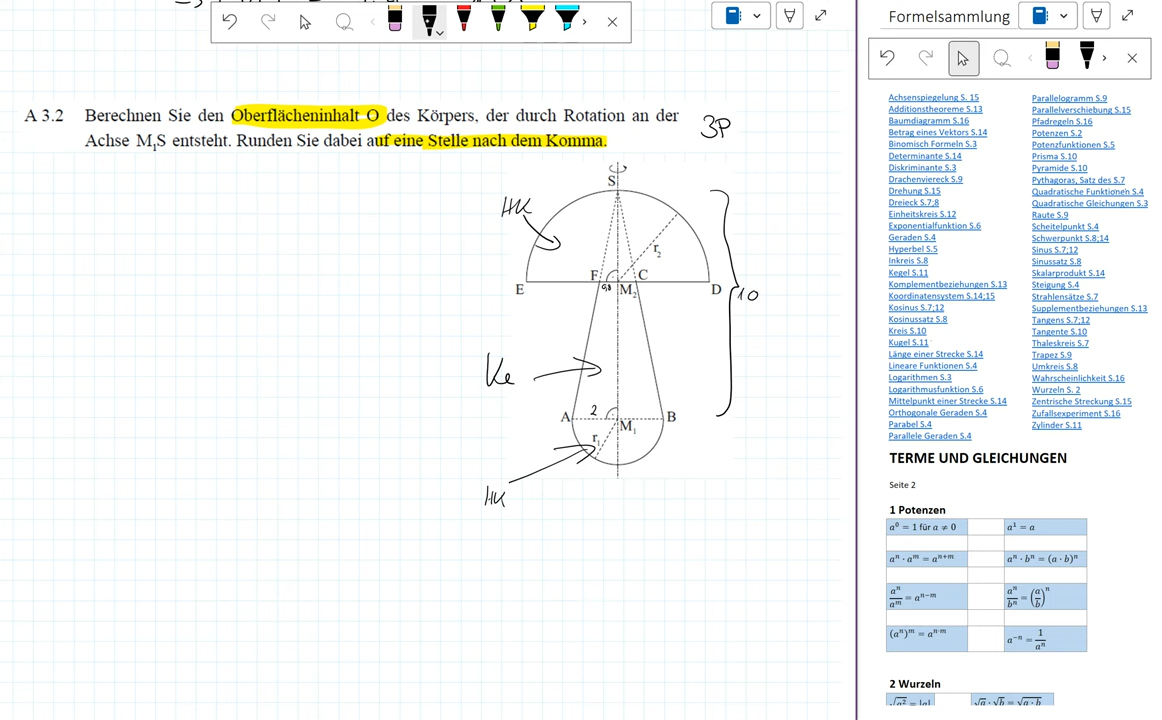 A 3.2 Berechnen Sie den Oberflächeninhalt O des Körpers, der durch Rotation an der
Achse M₁S entsteht. Runden Sie dabei auf eine Stelle nach dem Komma.
3P
S
HK
r₂
F
C
E
0,8
M₂
D
10
Ke
A
2
B
M₁
r₁
HK
Formelsammlung
Achsenspiegelung S. 15
Additionstheoreme S.13
Baumdiagramm S.16
Betrag eines Vektors S.14
Binomisch Formeln S.3
Determinante S.14
Diskriminante S.3
Drachenviereck S.9
Drehung S.15
Dreieck S.7;8
Einheitskreis S.12
Exponentialfunktion S.6
Geraden S.4
Hyperbel S.5
Inkreis S.8
Kegel S.11
Komplementbeziehungen S.13
Koordinatensystem S.14;15
Kosinus S.7;12
Kosinussatz S.8
Kreis S.10
Kugel S.11
Länge einer Strecke S.14
Lineare Funktionen S.4
Logarithmen S.3
Logarithmusfunktion S.6
Mittelpunkt einer Strecke S.14
Orthogonale Geraden S.4
Parabel S.4
Parallele Geraden S.4
Parallelogramm S.9
Parallelverschiebung S.15
Pfadregeln S.16
Potenzen S.2
Potenzfunktionen S.5
Prisma S.10
Pyramide S.10
Pythagoras, Satz des S.7
Quadratische Funktionen S.4
Quadratische Gleichungen S.3
Raute S.9
Scheitelpunkt S.4
Schwerpunkt S.8;14
Sinus S.7;12
Sinussatz S.8
Skalarprodukt S.14
Steigung S.4
Strahlensätze S.7
Supplementbeziehungen S.13
Tangens S.7;12
Tangente S.10
Thaleskreis S.7
Trapez S.9
Umkreis S.8
Wahrscheinlichkeit S.16
Wurzeln S. 2
Zentrische Streckung S.15
Zufallsexperiment S.16
Zylinder S.11
TERME UND GLEICHUNGEN
Seite 2
1 Potenzen
a⁰ = 1 für a ≠ 0 a¹ = a
aⁿ · aᵐ = aⁿ⁺ᵐ aⁿ · bⁿ = (a · b)ⁿ
aⁿ/aᵐ = aⁿ⁻ᵐ aⁿ/bⁿ = (a/b)ⁿ
(aⁿ)ᵐ = aⁿ·ᵐ a⁻ⁿ = 1/aⁿ
2 Wurzeln
√a² = |a| √a · √b = √a · b